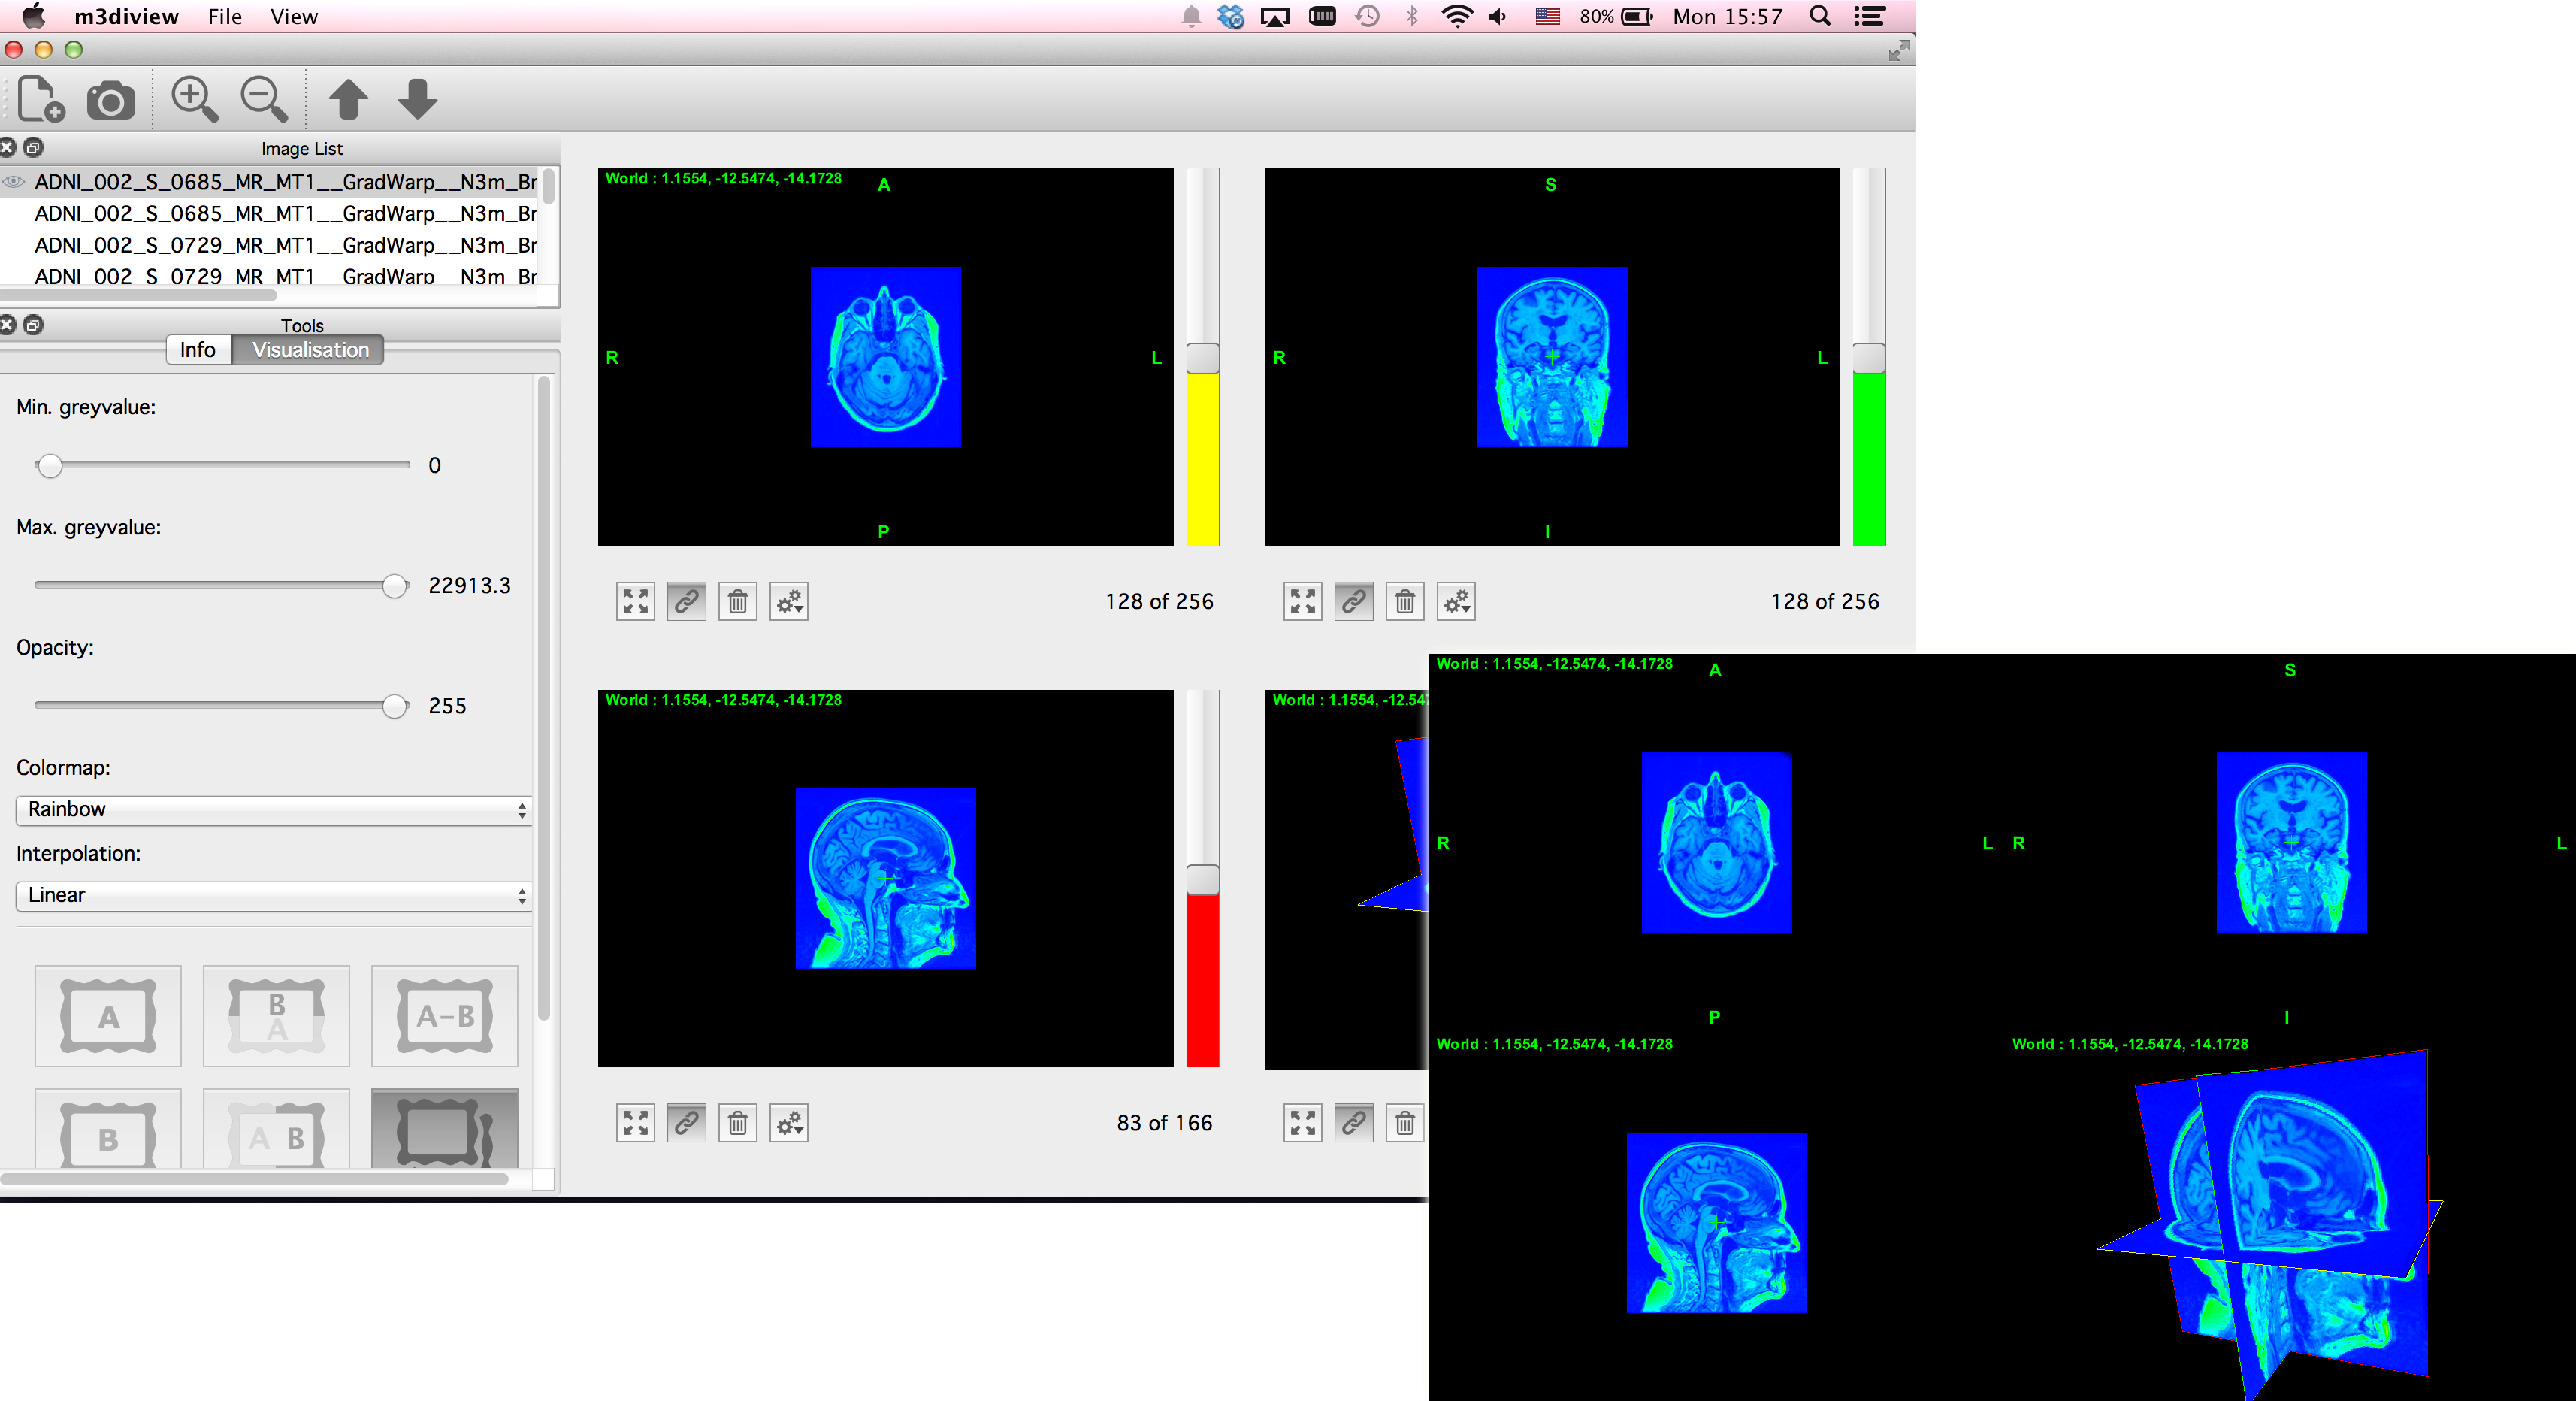 m3diview File View
80% Mon 15:57
Image List
ADNI_002_S_0685_MR_MT1__GradWarp__N3m_Br
ADNI_002_S_0685_MR_MT1__GradWarp__N3m_Br
ADNI_002_S_0729_MR_MT1__GradWarp__N3m_Br
ADNI_002_S_0729_MR_MT1__GradWarp__N3m_Br
Tools
Info Visualisation
Min. greyvalue:
0
Max. greyvalue:
22913.3
Opacity:
255
Colormap:
Rainbow
Interpolation:
Linear
A
B
A
A-B
B
A B
World : 1.1554, -12.5474, -14.1728
A
R L
P
128 of 256
S
R L
I
128 of 256
World : 1.1554, -12.5474, -14.1728
83 of 166
World : 1.1554, -12.547
World : 1.1554, -12.5474, -14.1728
A
R L
P
S
R L
I
World : 1.1554, -12.5474, -14.1728
World : 1.1554, -12.5474, -14.1728